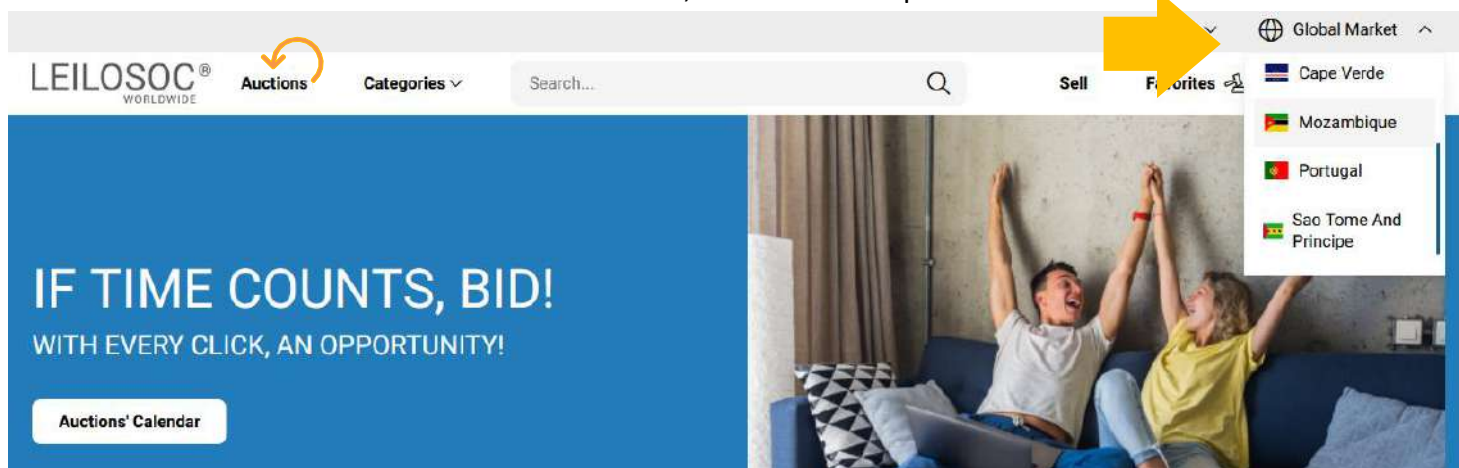 Global Market
LEILOSOC®
WORLDWIDE
Auctions
Categories
Search...
Sell
Cape Verde
Mozambique
Portugal
Sao Tome And
Principe
IF TIME COUNTS, BID!
WITH EVERY CLICK, AN OPPORTUNITY!
Auctions' Calendar